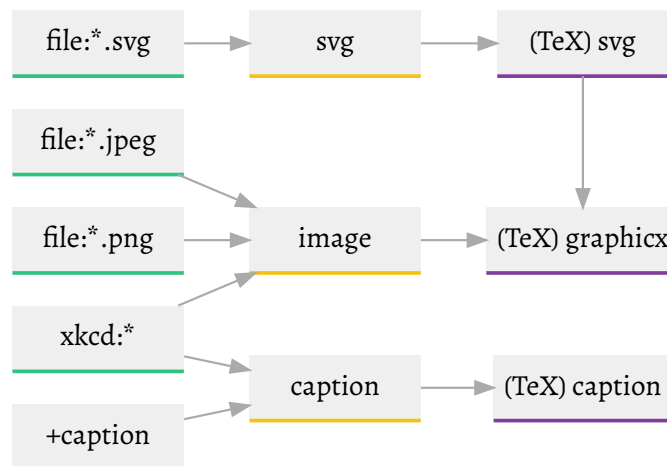 file:*.svg
svg
(TeX) svg
file:*.jpeg
file:*.png
image
(TeX) graphicx
xkcd:*
caption
(TeX) caption
+caption